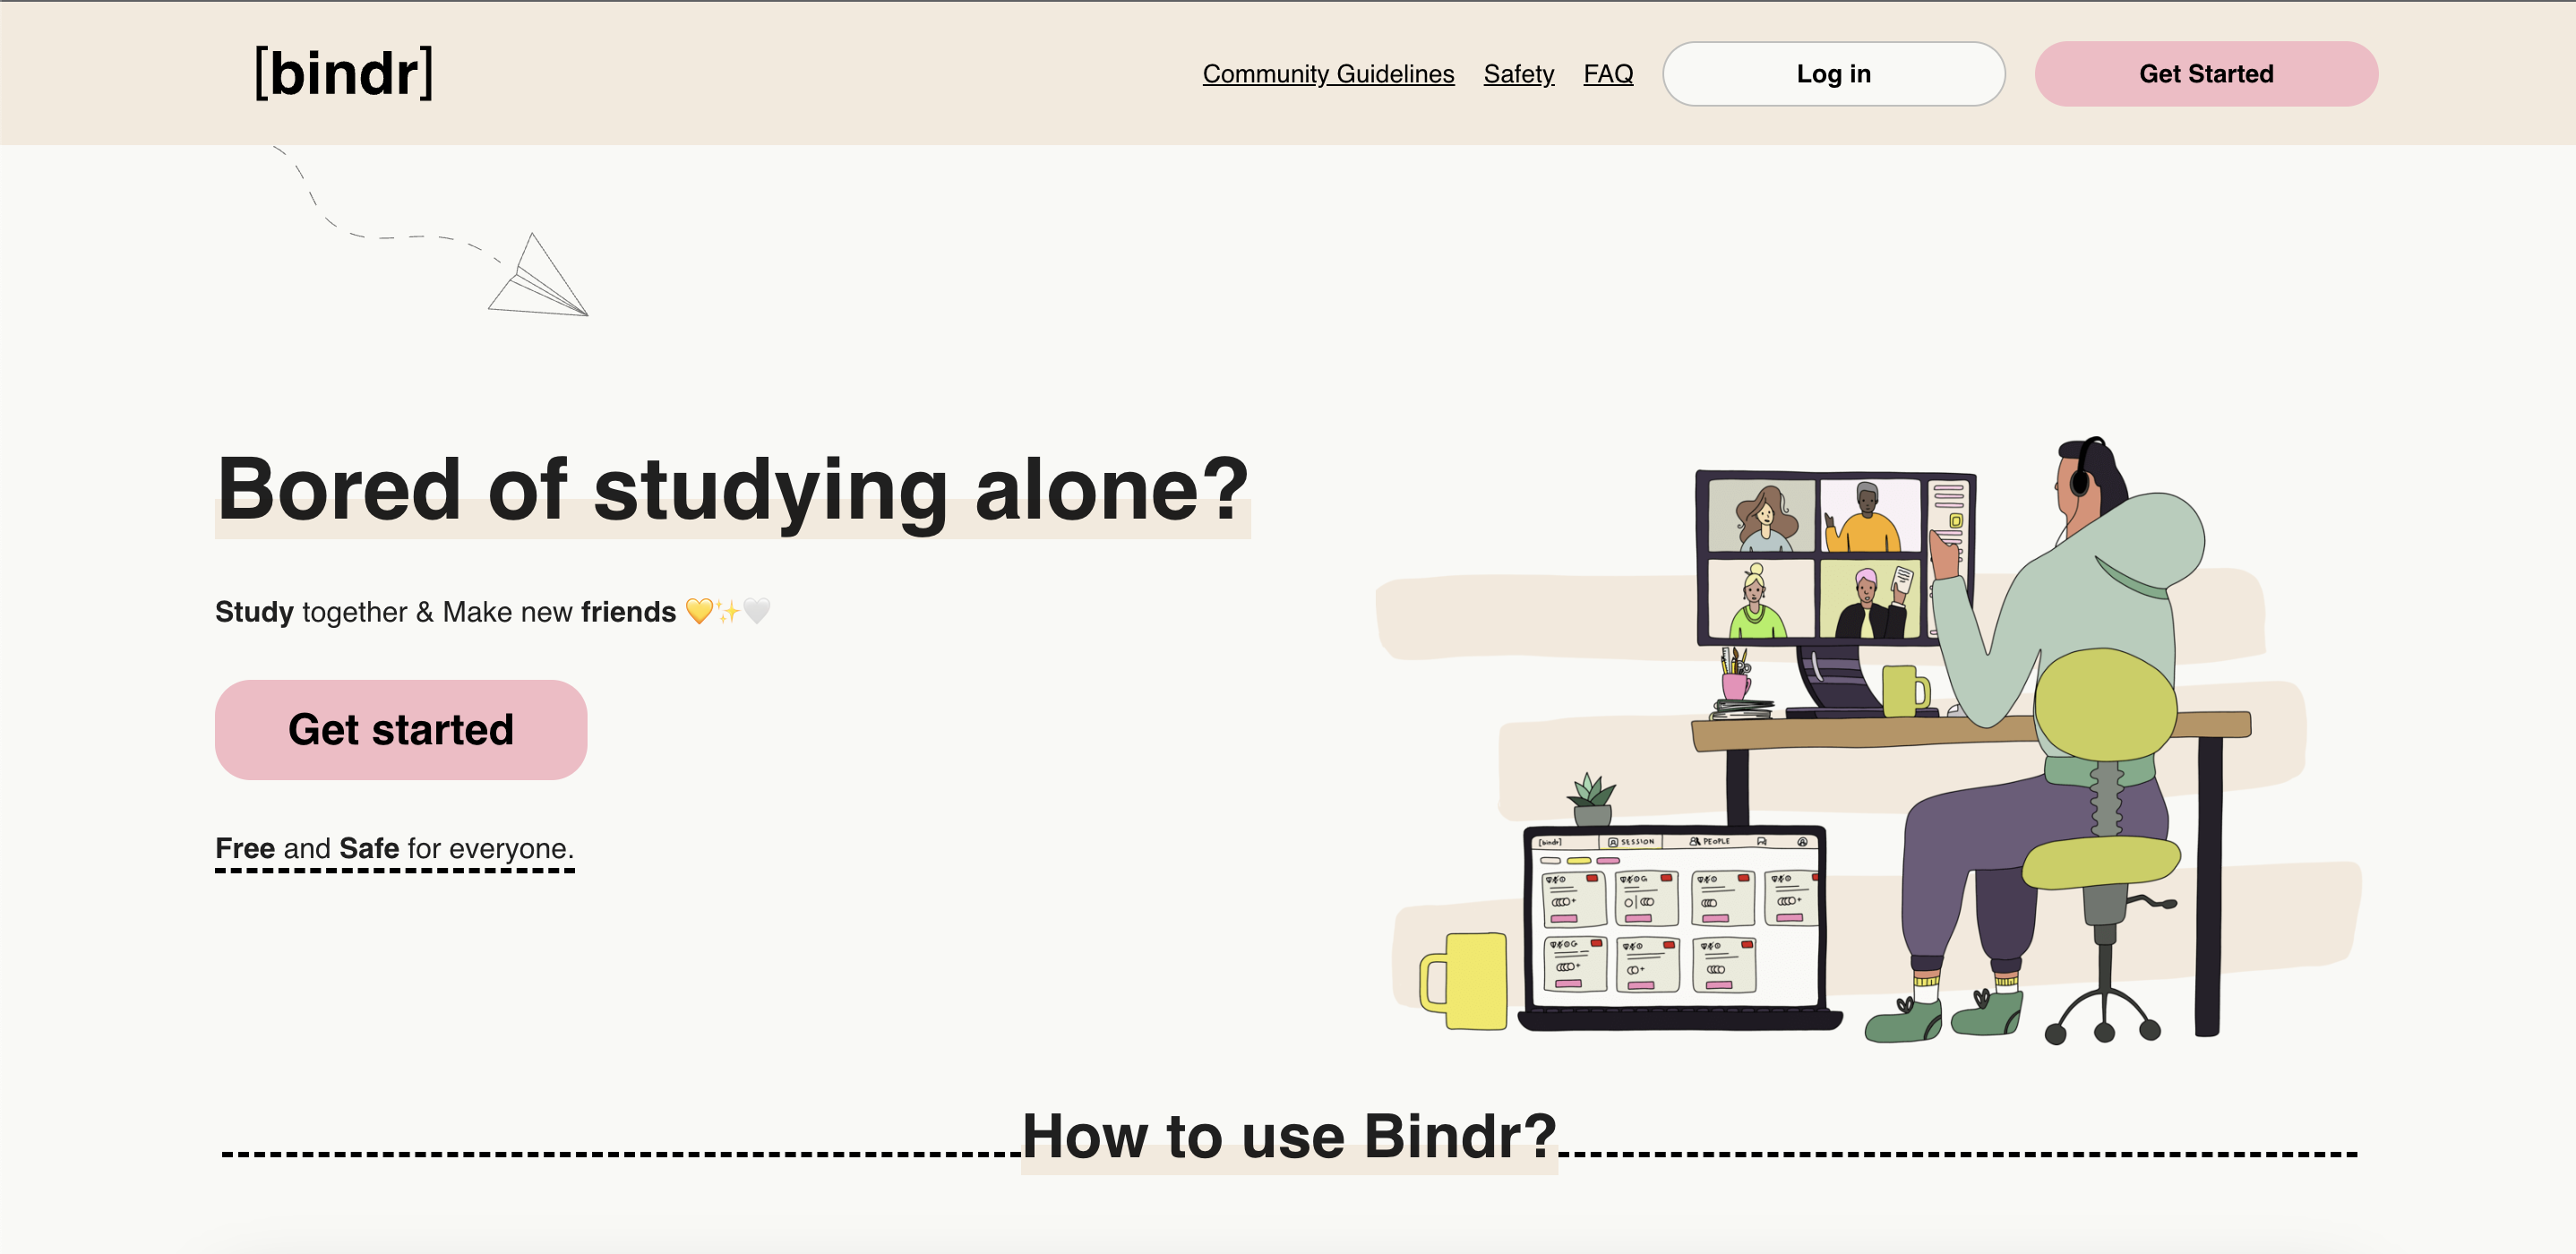 [bindr]
Community Guidelines Safety FAQ Log in Get Started
Bored of studying alone?
Study together & Make new friends 💛✨🤍
Get started
Free and Safe for everyone.
[bindr] SESSION PEOPLE
How to use Bindr?